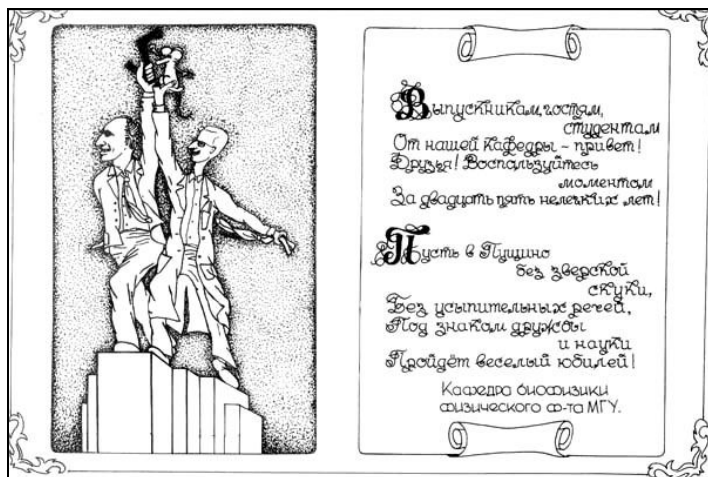 Выпускникам, гостям,
студентам
От нашей кафедры - привет!
Друзья! Воспользуйтесь
моментом
За двадцать пять нелегких лет!
Пусть в Пущино
без зверской
скуки,
Без усыпительных речей,
Под знаком дружбы
и науки
Пройдёт веселый юбилей!
Кафедра биофизики
физического ф-та МГУ.